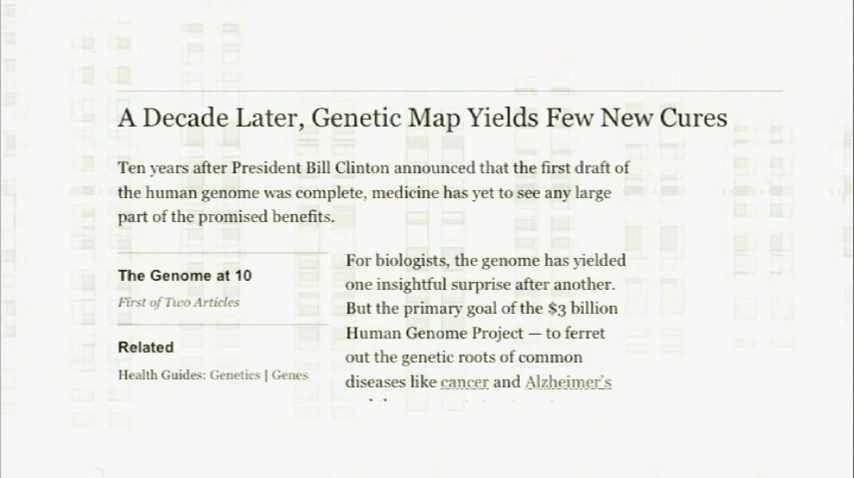 A Decade Later, Genetic Map Yields Few New Cures
Ten years after President Bill Clinton announced that the first draft of
the human genome was complete, medicine has yet to see any large
part of the promised benefits.
The Genome at 10
First of Two Articles
Related
Health Guides: Genetics | Genes
For biologists, the genome has yielded
one insightful surprise after another.
But the primary goal of the $3 billion
Human Genome Project — to ferret
out the genetic roots of common
diseases like cancer and Alzheimer's